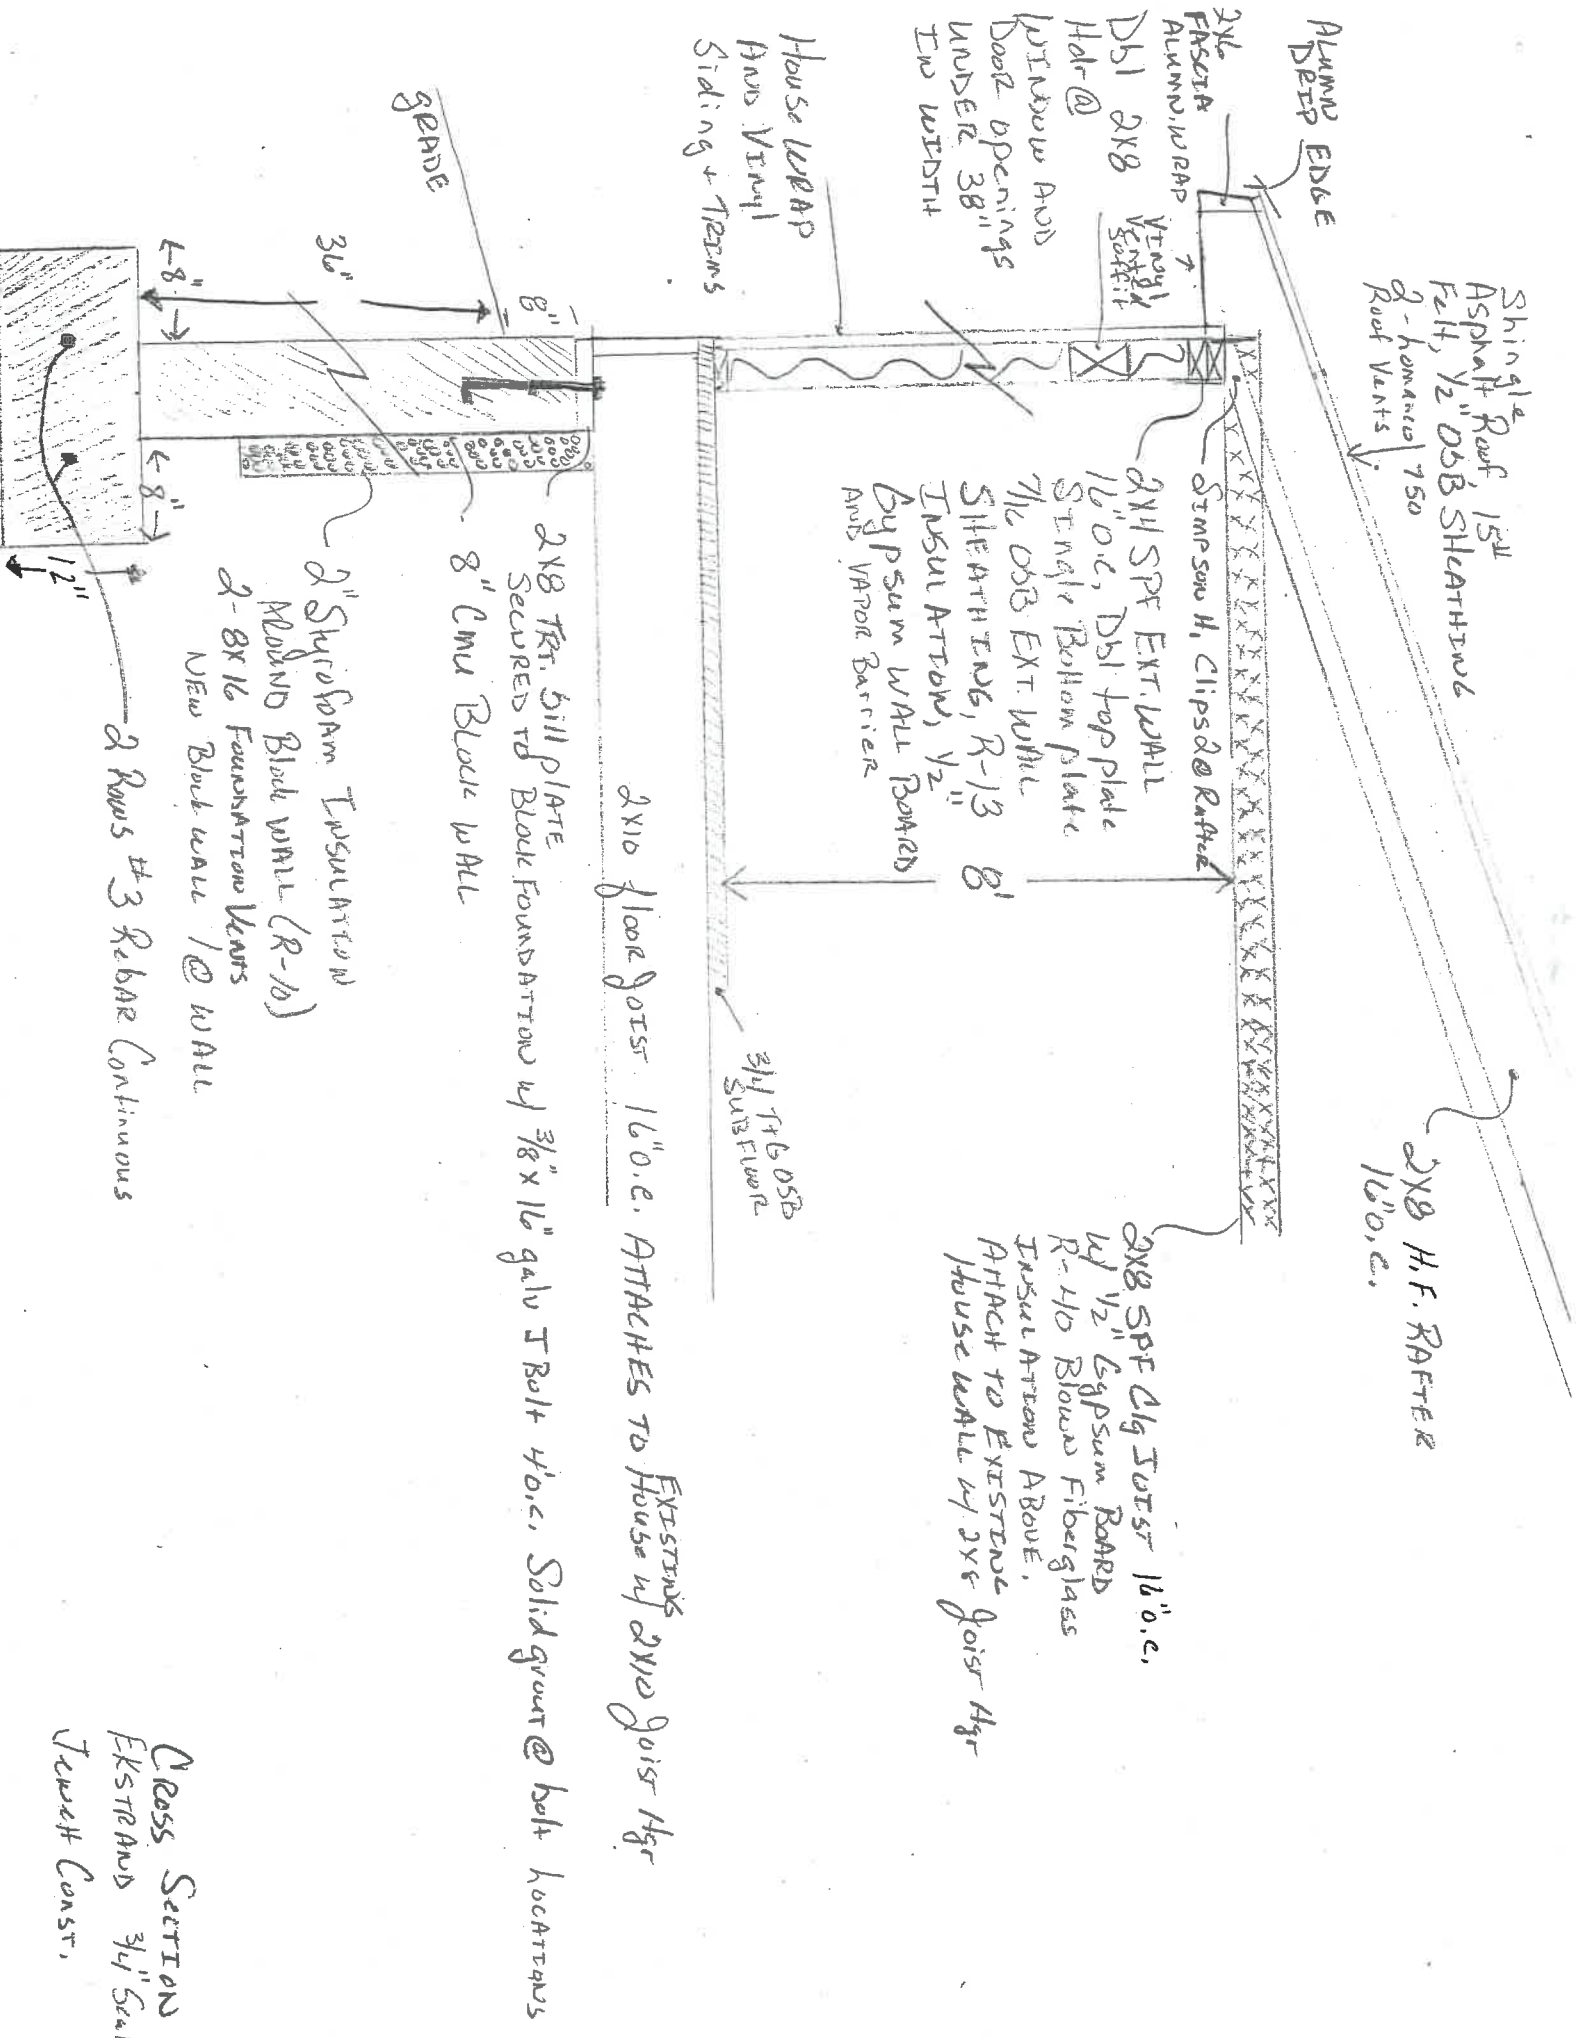 ALUMN
DRIP EDGE
Shingle
Asphalt Roof, 15#
Felt, 1/2" OSB SHEATHING
2-homanco/750
Roof Vents
2X8 H.F. RAFTER
16"o.c.
2X6
FASCIA
ALUMN. WRAP
Vinyl
Vented
Soffit
Dbl 2X8
Hdr @
WINDOW AND
Door openings
UNDER 38"
IN WIDTH
SIMPSON H1 Clips 2@ Rafter
2X4 SPF EXT. WALL
16"o.c, Dbl top plate
Single Bottom plate
7/16 OSB EXT. WALL
SHEATHING, R-13
INSULATION, 1/2"
Gypsum WALL BOARD
AND VAPOR Barrier
8'
2X8 SPF Clg JOIST 16"o.c.
w/ 1/2" Gypsum BOARD
R-40 Blown Fiberglass
INSULATION ABOVE.
AttACH TO EXISTING
House WALL w/ 2X8 Joist Hgr
House WRAP
AND Vinyl
Siding + TRIMS
3/4 T+G OSB
SUBFLOOR
2X10 floor JOIST 16"o.c. ATTACHES TO EXISTING House w/ 2X10 Joist Hgr
GRADE
8"
2X8 TRT. Sill plATE
SECURED TO Block FOUNDATION w/ 3/8" X 16" galv J Bolt 4'o.c. Solid grout @ bolt LOCATIONS
8" Cmu Block WALL
36"
2" Styrofoam INSULATION
AROUND Block WALL (R-10)
2-8X16 FOUNDATION Vents
NEW Block WALL 1@ WALL
8"
8"
12"
2 Rows #3 Rebar Continuous
CROSS SECTION
EKSTRAND 3/4"
Const.